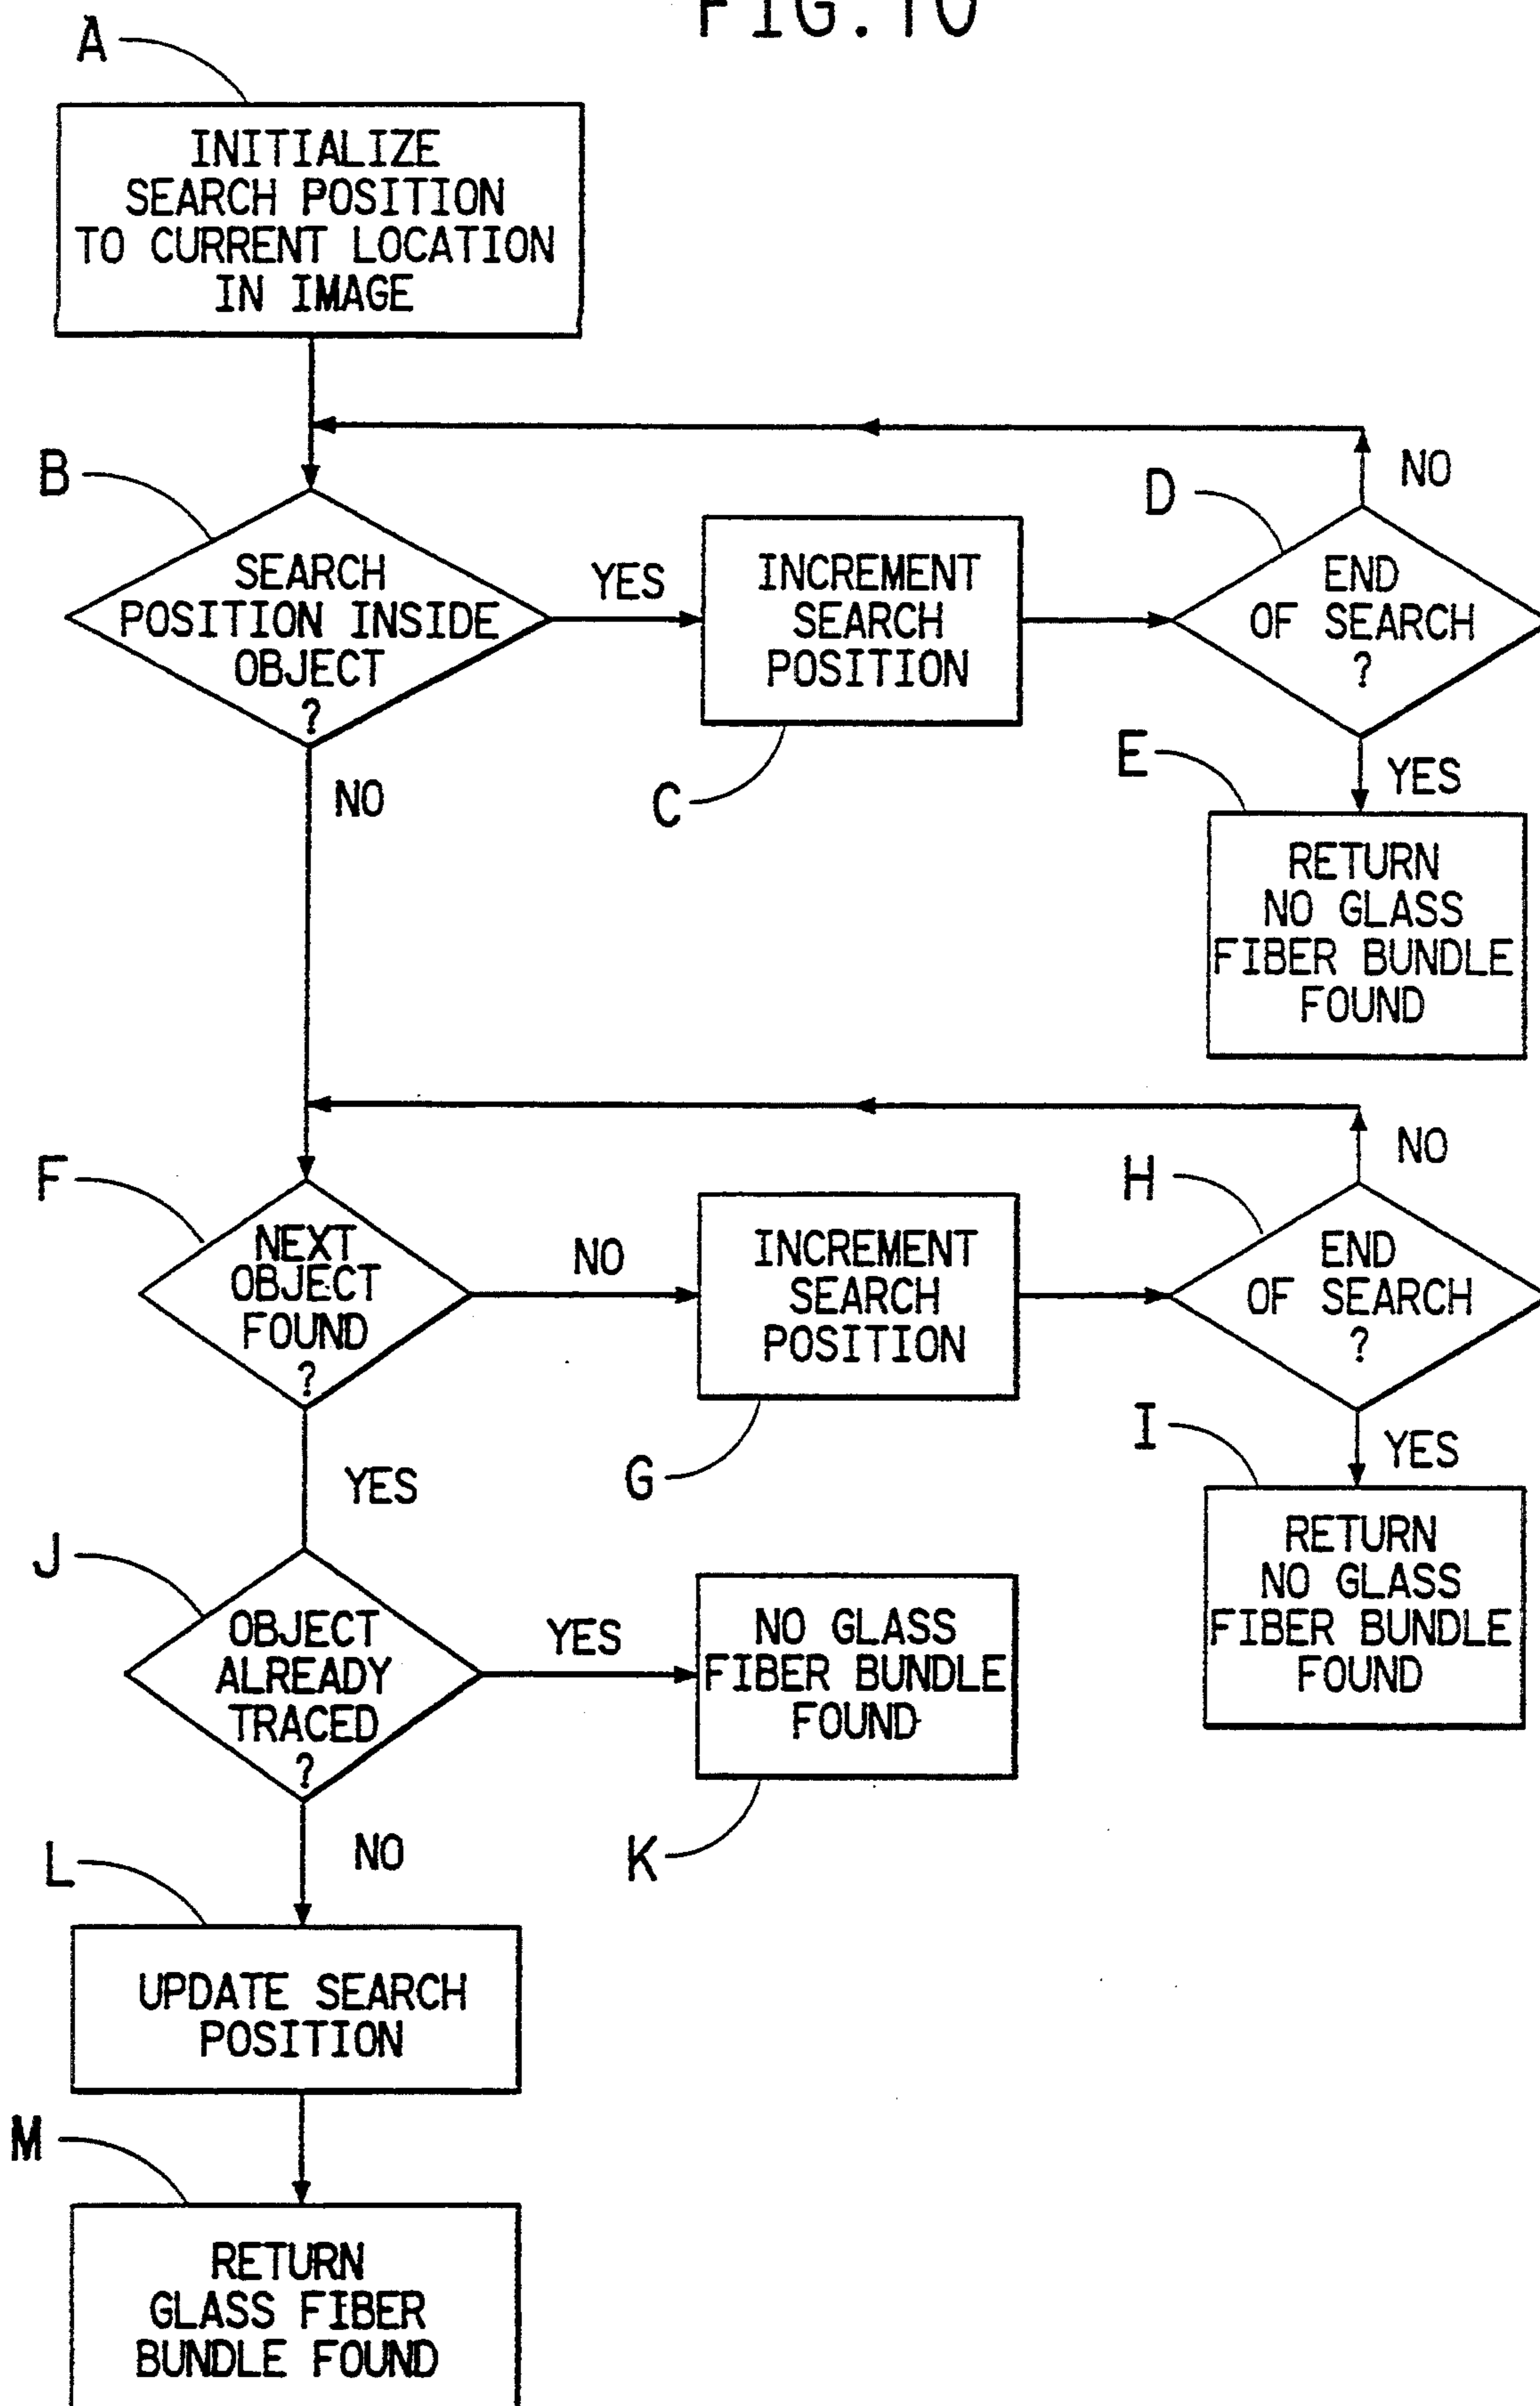 FIG. 10
A
INITIALIZE
SEARCH POSITION
TO CURRENT LOCATION
IN IMAGE
B
SEARCH
POSITION INSIDE
OBJECT
?
YES
NO
INCREMENT
SEARCH
POSITION
C
D
END
OF SEARCH
?
NO
YES
E
RETURN
NO GLASS
FIBER BUNDLE
FOUND
F
NEXT
OBJECT
FOUND
?
NO
YES
INCREMENT
SEARCH
POSITION
G
H
END
OF SEARCH
?
NO
YES
I
RETURN
NO GLASS
FIBER BUNDLE
FOUND
J
OBJECT
ALREADY
TRACED
?
YES
NO
NO GLASS
FIBER BUNDLE
FOUND
K
L
UPDATE SEARCH
POSITION
M
RETURN
GLASS FIBER
BUNDLE FOUND